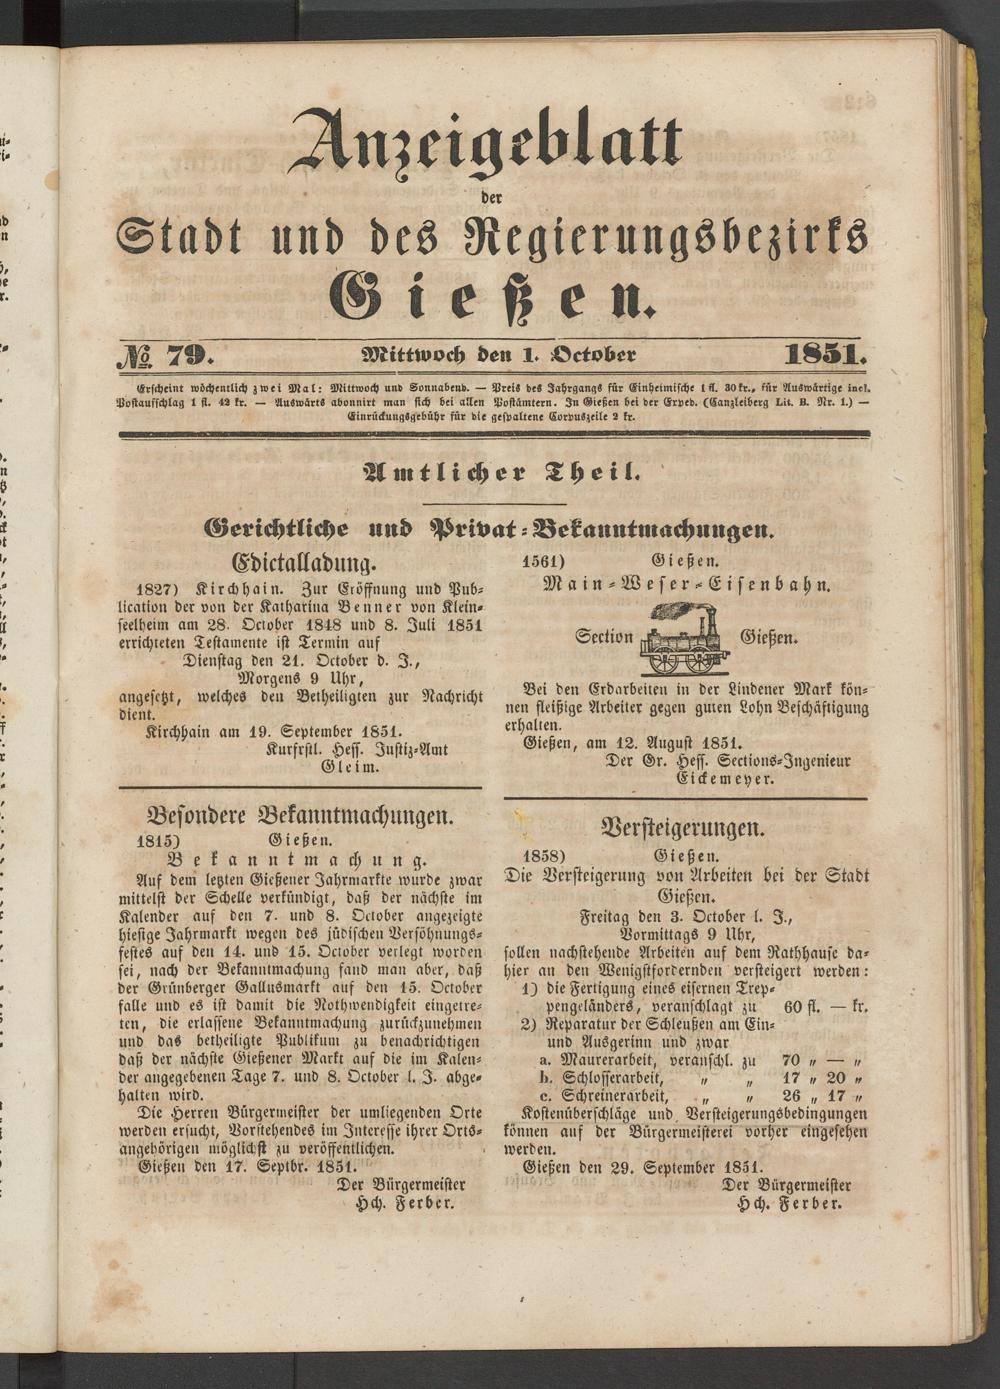 Anzeigeblatt
der
Stadt und des Regierungsbezirks
Gießen.
№ 79. Mittwoch den 1. October 1851.
Erscheint wöchentlich zwei Mal: Mittwoch und Sonnabend. — Preis des Jahrgangs für Einheimische 1 fl. 30 kr., für Auswärtige incl.
Postaufschlag 1 fl. 42 kr. — Auswärts abonnirt man sich bei allen Postämtern. In Gießen bei der Exped. (Canzleiberg Lit. B. Nr. 1.) —
Einrückungsgebühr für die gespaltene Corpuszeile 2 kr.
Amtlicher Theil.
Gerichtliche und Privat-Bekanntmachungen.
Edictalladung.
1827) Kirchhain. Zur Eröffnung und Pub-
lication der von der Katharina Benner von Klein-
seelheim am 28. October 1848 und 8. Juli 1851
errichteten Testamente ist Termin auf
Dienstag den 21. October d. J.,
Morgens 9 Uhr,
angesetzt, welches den Betheiligten zur Nachricht
dient.
Kirchhain am 19. September 1851.
Kurfrstl. Hess. Justiz-Amt
Gleim.
Besondere Bekanntmachungen.
1815) Gießen.
Bekanntmachung.
Auf dem letzten Gießener Jahrmarkte wurde zwar
mittelst der Schelle verkündigt, daß der nächste im
Kalender auf den 7. und 8. October angezeigte
hiesige Jahrmarkt wegen des jüdischen Versöhnungs-
festes auf den 14. und 15. October verlegt worden
sei, nach der Bekanntmachung fand man aber, daß
der Grünberger Gallusmarkt auf den 15. October
falle und es ist damit die Nothwendigkeit eingetre-
ten, die erlassene Bekanntmachung zurückzunehmen
und das betheiligte Publikum zu benachrichtigen
daß der nächste Gießener Markt auf die im Kalen-
der angegebenen Tage 7. und 8. October l. J. abge-
halten wird.
Die Herren Bürgermeister der umliegenden Orte
werden ersucht, Vorstehendes im Interesse ihrer Orts-
angehörigen möglichst zu veröffentlichen.
Gießen den 17. Septbr. 1851.
Der Bürgermeister
Hch. Ferber.
1561) Gießen.
Main-Weser-Eisenbahn.
Section Gießen.
Bei den Erdarbeiten in der Lindener Mark kön-
nen fleißige Arbeiter gegen guten Lohn Beschäftigung
erhalten.
Gießen, am 12. August 1851.
Der Gr. Hess. Sections-Ingenieur
Eickemeyer.
Versteigerungen.
1858) Gießen.
Die Versteigerung von Arbeiten bei der Stadt
Gießen.
Freitag den 3. October l. J.,
Vormittags 9 Uhr,
sollen nachstehende Arbeiten auf dem Rathhause da-
hier an den Wenigstfordernden versteigert werden:
1) die Fertigung eines eisernen Trep-
pengeländers, veranschlagt zu 60 fl. — kr.
2) Reparatur der Schleußen am Ein-
und Ausgerinn und zwar
a. Maurerarbeit, veranschl. zu 70 „ — „
b. Schlosserarbeit, „ „ 17 „ 20 „
c. Schreinerarbeit, „ „ 26 „ 17 „
Kostenüberschläge und Versteigerungsbedingungen
können auf der Bürgermeisterei vorher eingesehen
werden.
Gießen den 29. September 1851.
Der Bürgermeister
Hch. Ferber.